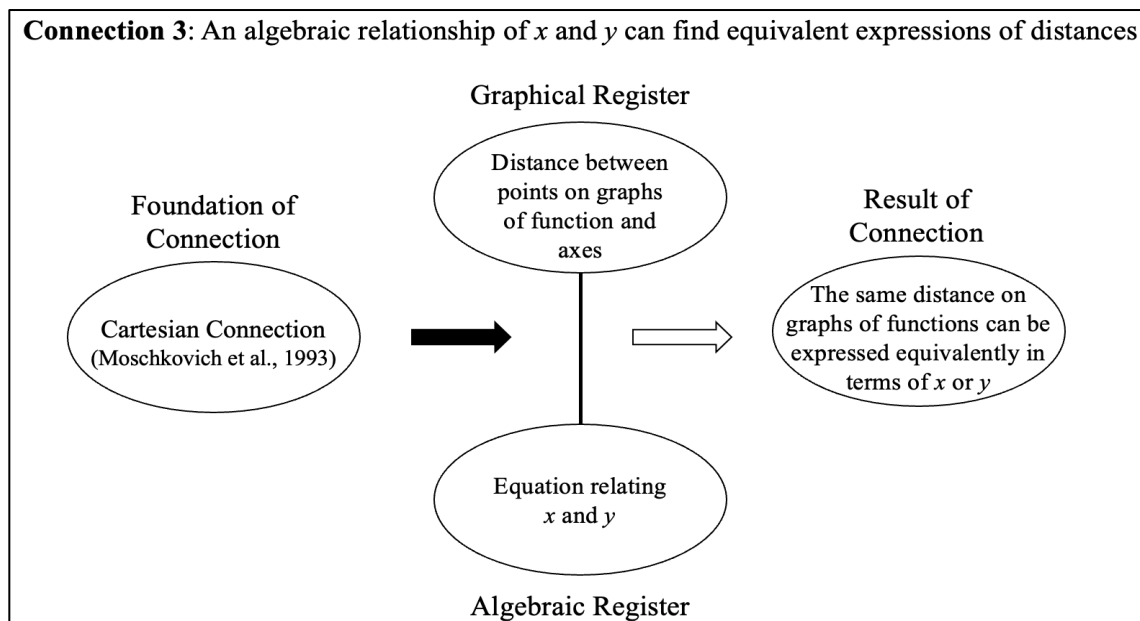 Connection 3: An algebraic relationship of x and y can find equivalent expressions of distances
Graphical Register
Distance between
points on graphs
of function and
axes
Foundation of
Connection
Cartesian Connection
(Moschkovich et al., 1993)
Result of
Connection
The same distance on
graphs of functions can be
expressed equivalently in
terms of x or y
Equation relating
x and y
Algebraic Register